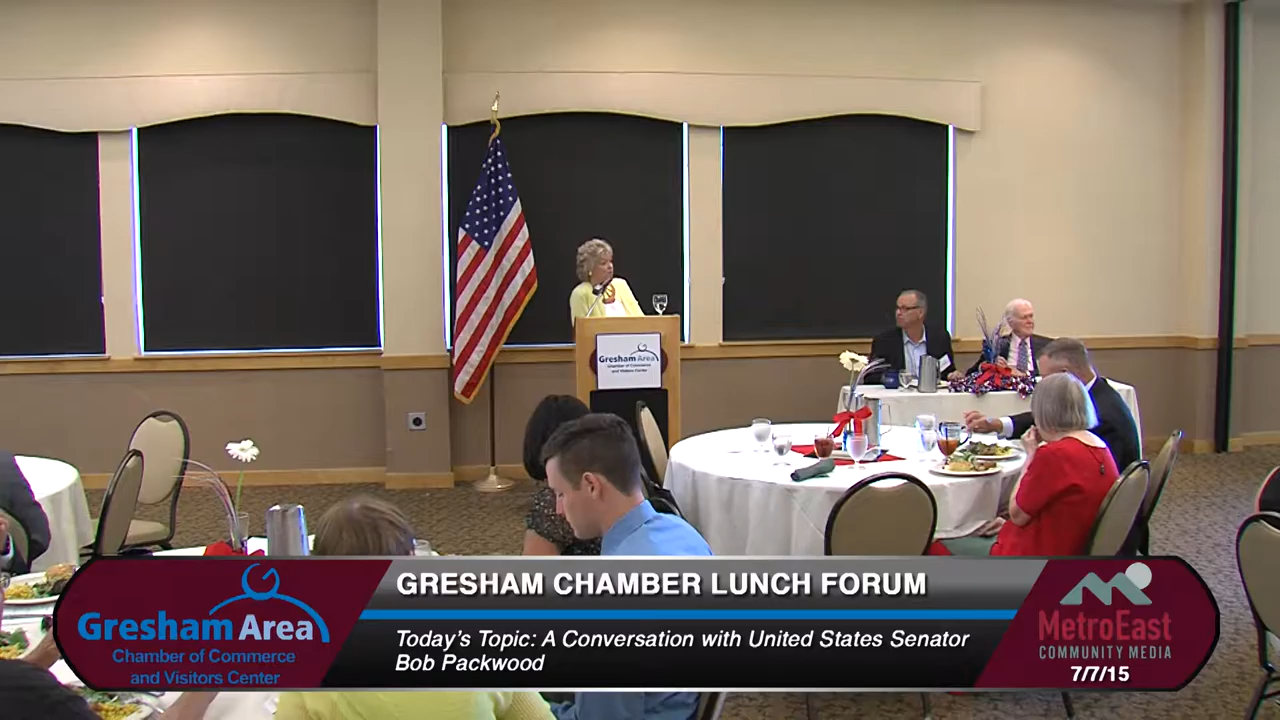 Gresham Area
Chamber of Commerce
and Visitors Center
GRESHAM CHAMBER LUNCH FORUM
Today's Topic: A Conversation with United States Senator
Bob Packwood
Gresham Area
Chamber of Commerce
and Visitors Center
MetroEast
COMMUNITY MEDIA
7/7/15